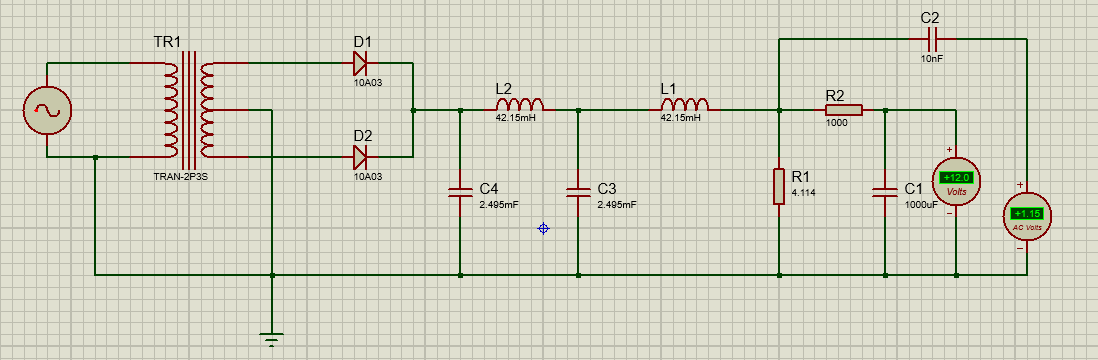 TR1
TRAN-2P3S
D1
10A03
D2
10A03
L2
42.15mH
L1
42.15mH
C4
2.495mF
C3
2.495mF
R1
4.114
R2
1000
C1
1000uF
C2
10nF
+
+12.0
Volts
−
+
+1.15
AC Volts
−